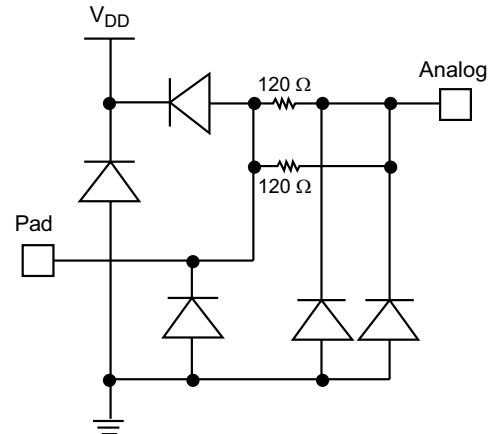 VDD
120 Ω
Analog
120 Ω
Pad